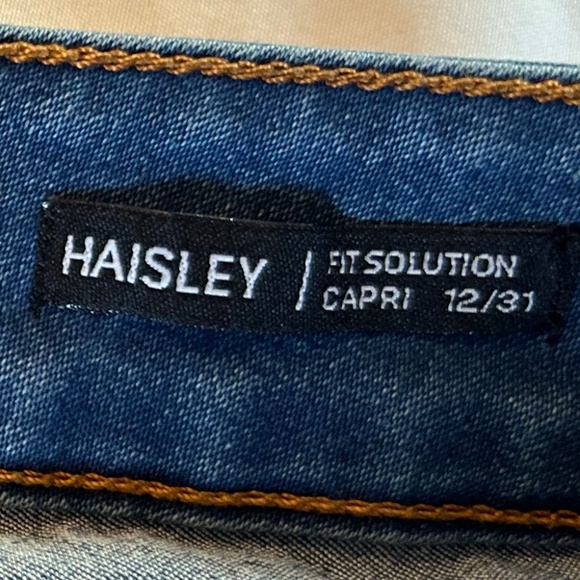 HAISLEY | FIT SOLUTION
CAPRI 12/31